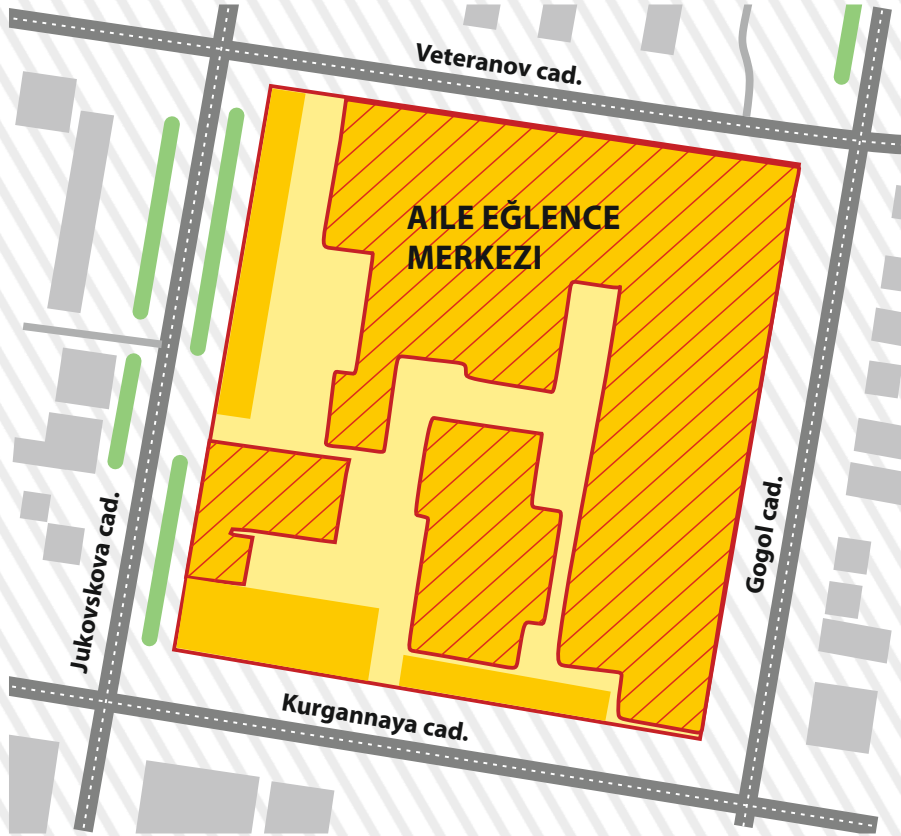 Veteranov cad.
AILE EĞLENCE
MERKEZI
Gogol cad.
Jukovskova cad.
Kurgannaya cad.